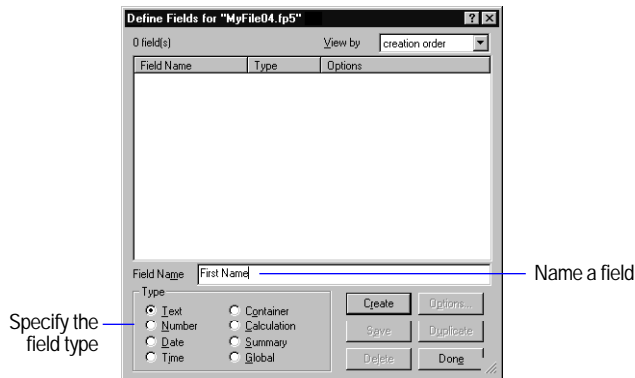 Define Fields for "MyFile04.fp5"
0 field(s)
View by creation order
Field Name Type Options
Field Name First Name
Name a field
Type
Specify the
field type
Text Container
Number Calculation
Date Summary
Time Global
Create Options...
Save Duplicate
Delete Done